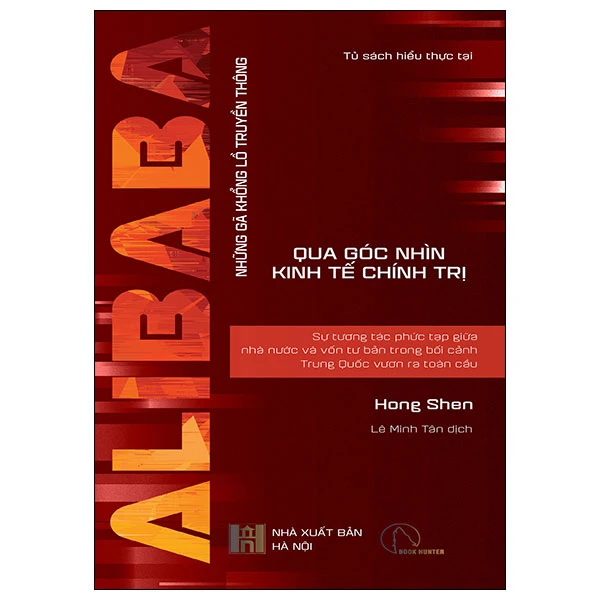 Tủ sách hiểu thực tại
ALIBABA
NHỮNG GÃ KHỔNG LỒ TRUYỀN THÔNG
QUA GÓC NHÌN
KINH TẾ CHÍNH TRỊ
Sự tương tác phức tạp giữa
nhà nước và vốn tư bản trong bối cảnh
Trung Quốc vươn ra toàn cầu
Hong Shen
Lê Minh Tân dịch
NHÀ XUẤT BẢN
HÀ NỘI
BOOK HUNTER